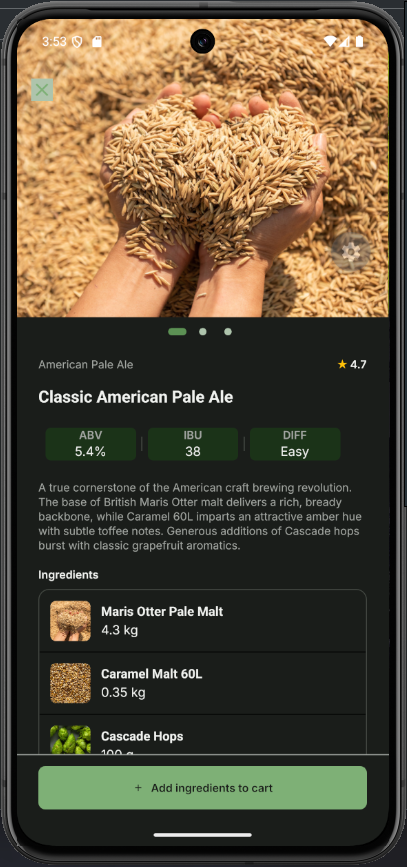 3:53
American Pale Ale ★ 4.7
Classic American Pale Ale
ABV | IBU | DIFF
5.4% 38 Easy
A true cornerstone of the American craft brewing revolution.
The base of British Maris Otter malt delivers a rich, bready
backbone, while Caramel 60L imparts an attractive amber hue
with subtle toffee notes. Generous additions of Cascade hops
burst with classic grapefruit aromatics.
Ingredients
Maris Otter Pale Malt
4.3 kg
Caramel Malt 60L
0.35 kg
Cascade Hops
100 g
+ Add ingredients to cart